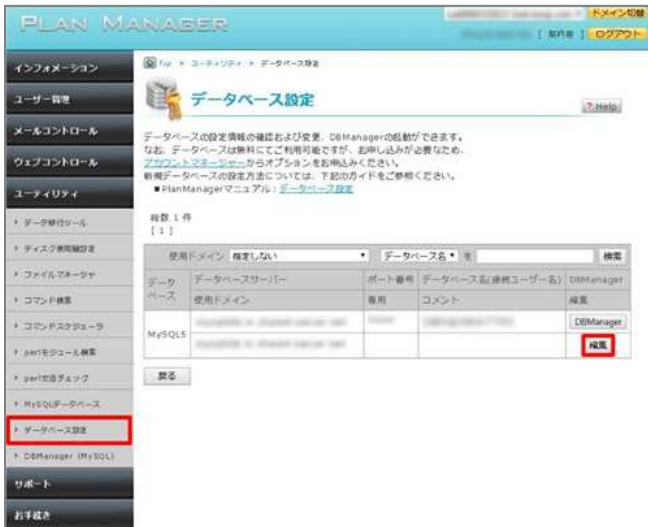 PLAN MANAGER
ドメイン切替
[ 契約者 ] ログアウト
インフォメーション
ユーザー管理
メールコントロール
ウェブコントロール
ユーティリティ
データ移行ツール
ディスク使用量設定
ファイルマネージャ
コマンド検索
コマンドスケジューラ
perlモジュール検索
perl文法チェック
MySQLデータベース
データベース設定
DBManager (MySQL)
サポート
お手続き
Top > ユーティリティ > データベース設定
データベース設定
? Help
データベースの設定情報の確認および変更、DBManagerの起動ができます。
なお、データベースは無料にてご利用可能ですが、お申し込みが必要なため、
アカウントマネージャーからオプションをお申込みください。
新規データベースの設定方法については、下記のガイドをご参照ください。
■PlanManagerマニュアル：データベース設定
総数 1 件
[ 1 ]
使用ドメイン 指定しない データベース名 を 検索
データベース データベースサーバー ポート番号 データベース名(接続ユーザー名) DBManager
使用ドメイン 専用 コメント 編集
MySQL5 DBManager
編集
戻る